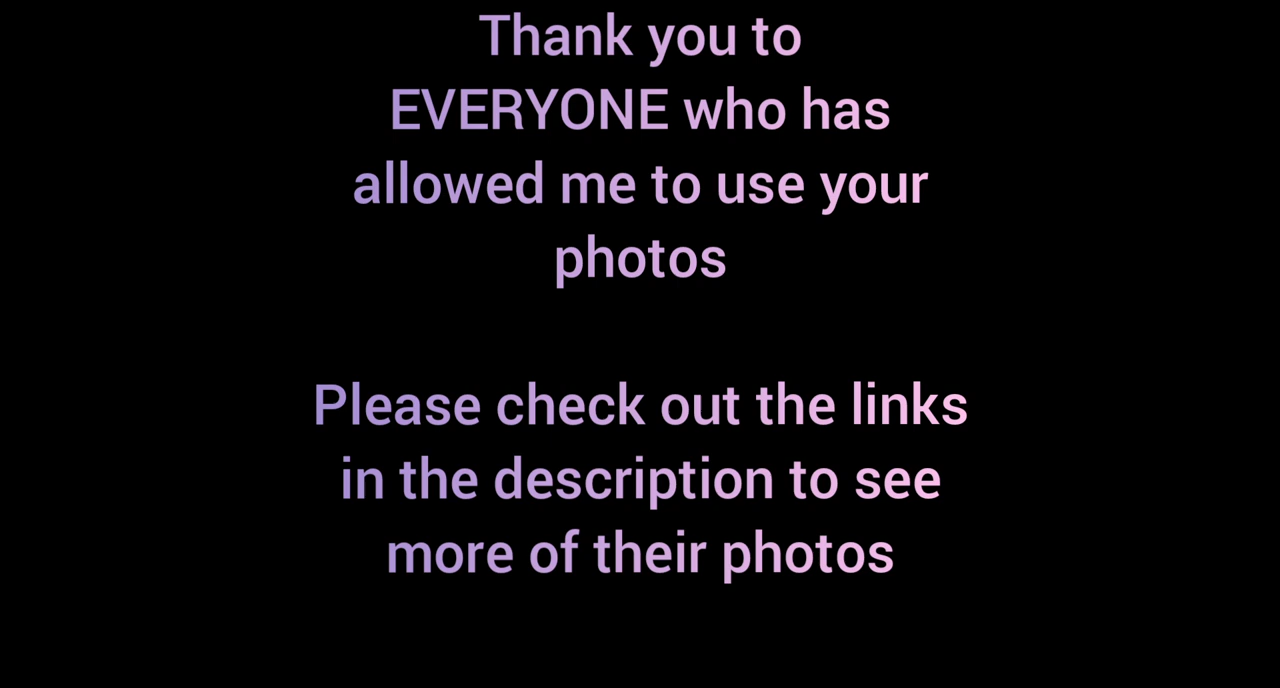 Thank you to
EVERYONE who has
allowed me to use your
photos
Please check out the links
in the description to see
more of their photos